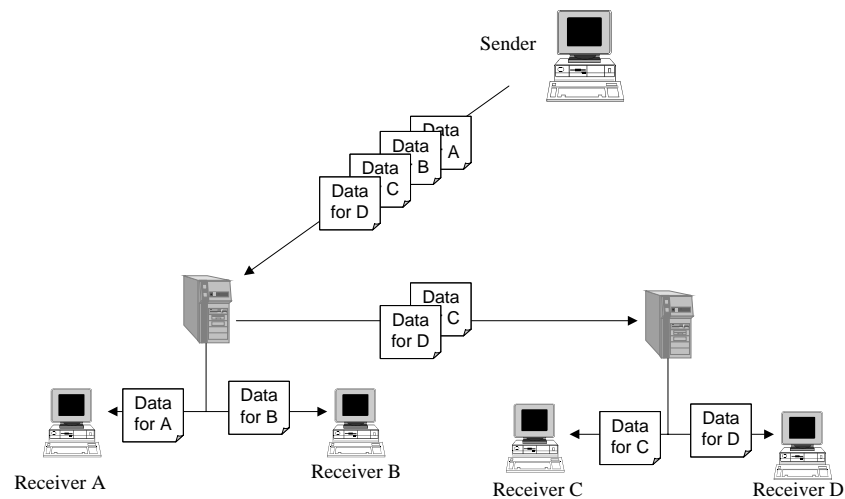 Sender
Data
A
Data
B
Data
C
Data
for D
Data
C
Data
for D
Data
for A
Data
for B
Data
for C
Data
for D
Receiver A
Receiver B
Receiver C
Receiver D